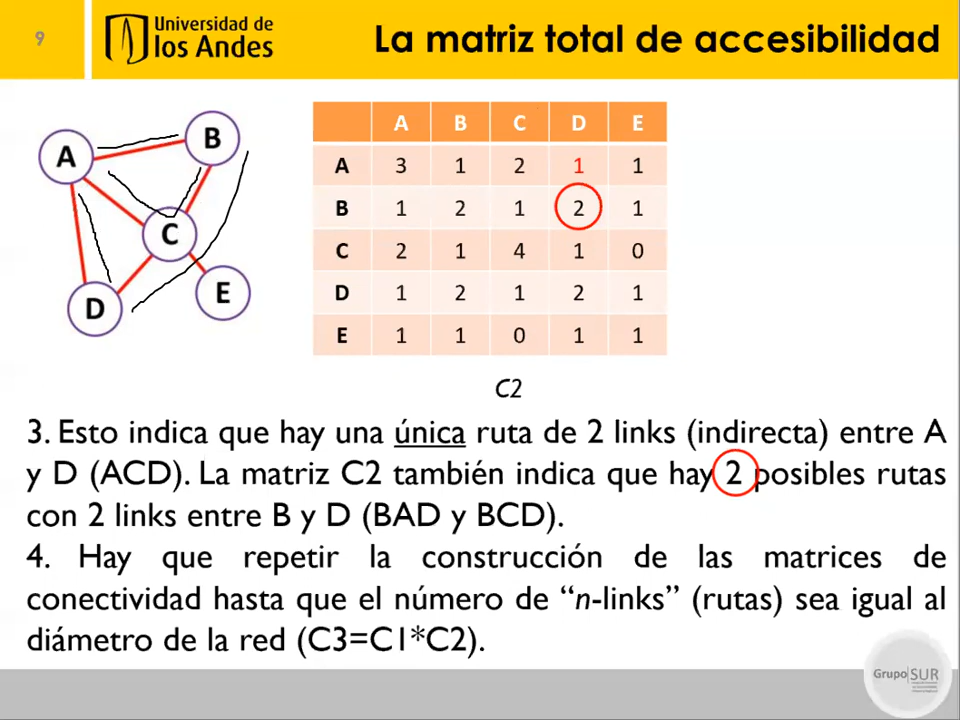 9
Universidad de
los Andes
La matriz total de accesibilidad
A
B
C
D
E
A B C D E
A 3 1 2 1 1
B 1 2 1 2 1
C 2 1 4 1 0
D 1 2 1 2 1
E 1 1 0 1 1
C2
3. Esto indica que hay una única ruta de 2 links (indirecta) entre A
y D (ACD). La matriz C2 también indica que hay 2 posibles rutas
con 2 links entre B y D (BAD y BCD).
4. Hay que repetir la construcción de las matrices de
conectividad hasta que el número de “n-links” (rutas) sea igual al
diámetro de la red (C3=C1*C2).
Grupo SUR